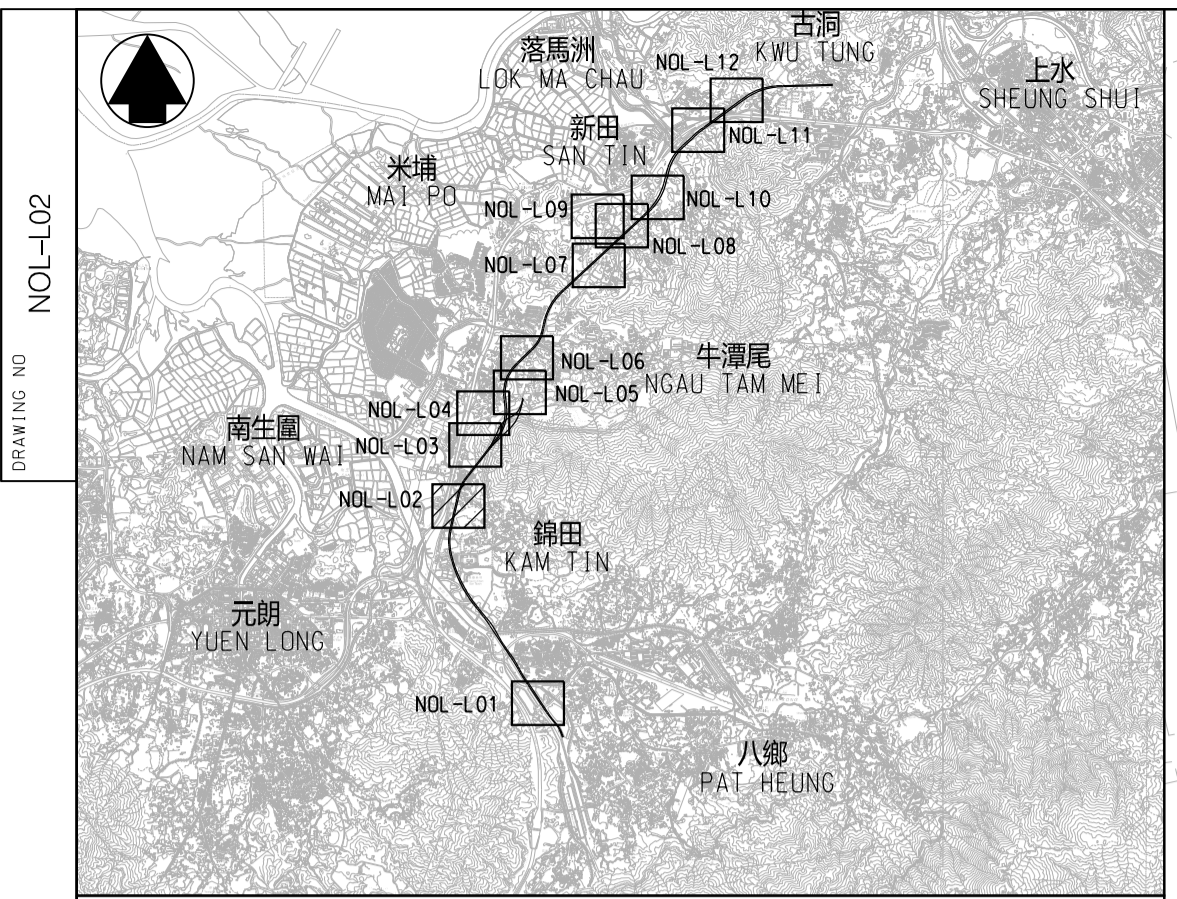 古洞
KWU TUNG
落馬洲
LOK MA CHAU
NOL-L12
上水
SHEUNG SHUI
新田
SAN TIN
NOL-L11
米埔
MAI PO
NOL-L10
NOL-L09
NOL-L08
NOL-L07
NOL-L02
DRAWING NO
牛潭尾
NGAU TAM MEI
NOL-L06
NOL-L05
NOL-L04
南生圍
NAM SAN WAI
NOL-L03
NOL-L02
錦田
KAM TIN
元朗
YUEN LONG
NOL-L01
八鄉
PAT HEUNG